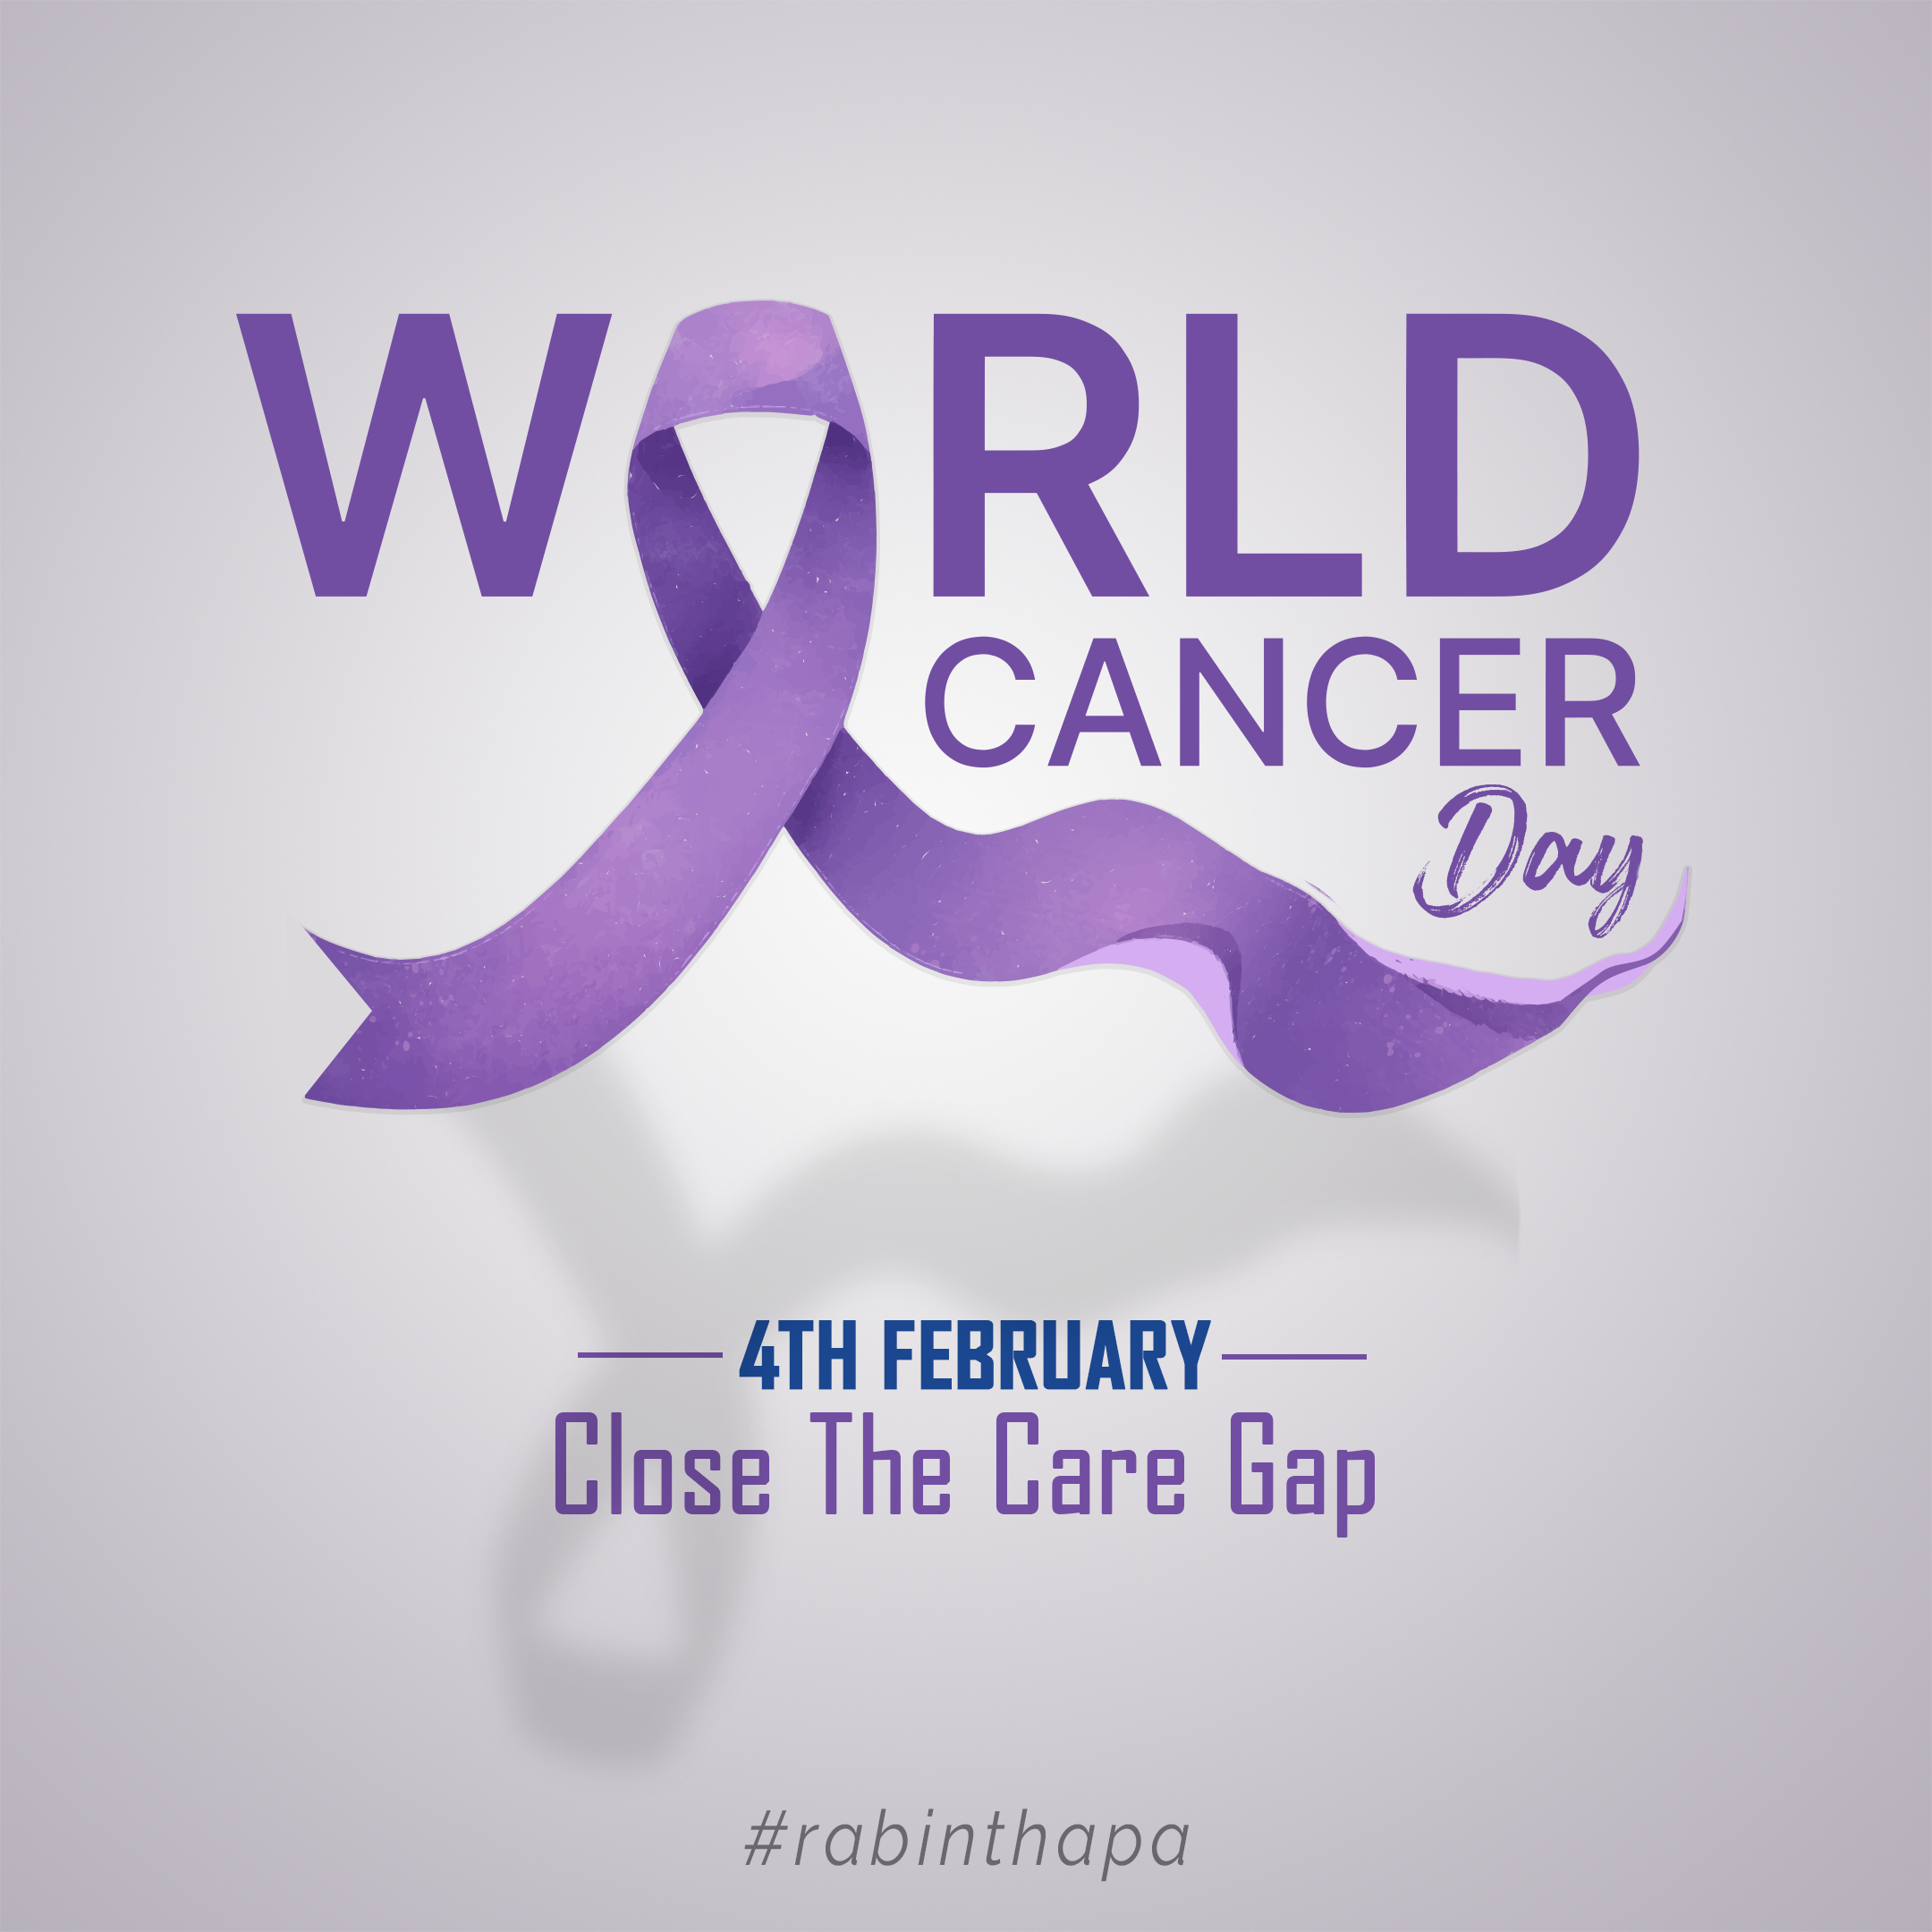 WORLD
CANCER
Day
4TH FEBRUARY
Close The Care Gap
#rabinthapa